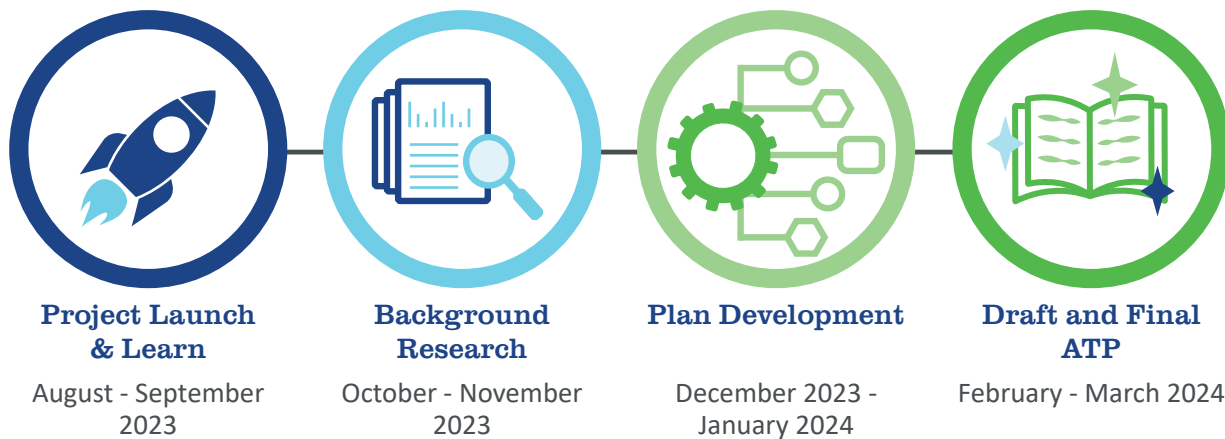 Project Launch
& Learn
August - September
2023
Background
Research
October - November
2023
Plan Development
December 2023 -
January 2024
Draft and Final
ATP
February - March 2024